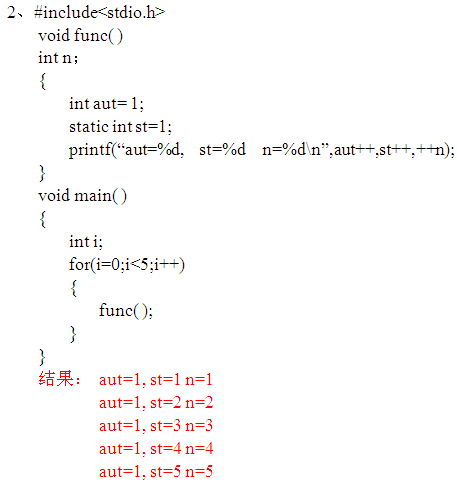 2、#include<stdio.h>
void func( )
int n；
{
int aut= 1;
static int st=1;
printf(“aut=%d, st=%d n=%d\n”,aut++,st++,++n);
}
void main( )
{
int i;
for(i=0;i<5;i++)
{
func( );
}
}
结果： aut=1, st=1 n=1
aut=1, st=2 n=2
aut=1, st=3 n=3
aut=1, st=4 n=4
aut=1, st=5 n=5